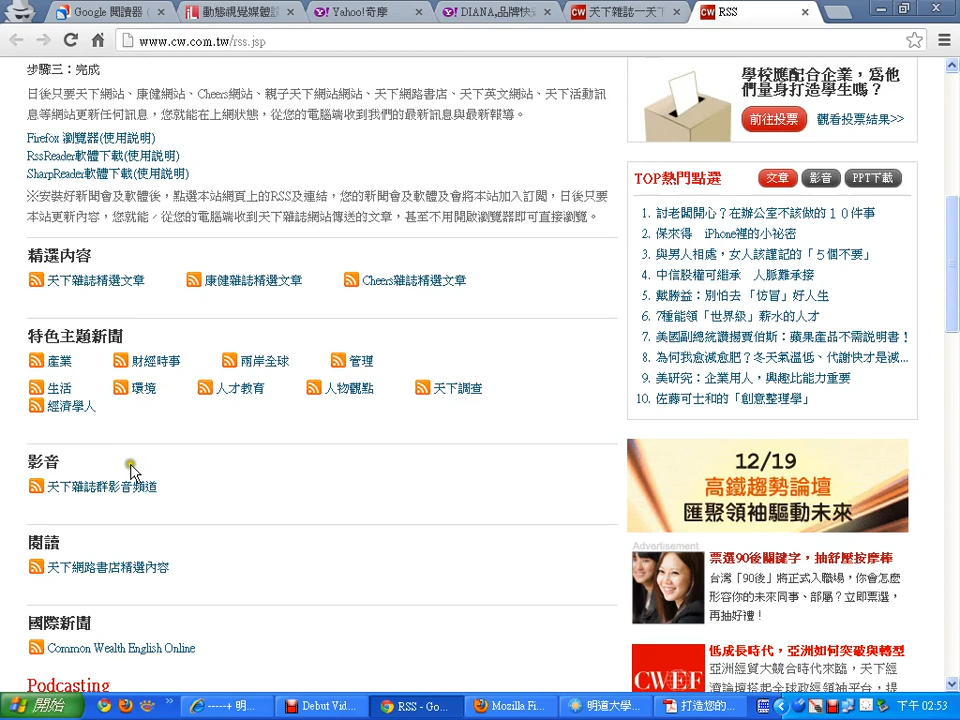 Google 閱讀器 (
動態視覺媒體設
Yahoo!奇摩
DIANA,品牌快
天下雜誌－天下
RSS
www.cw.com.tw/rss.jsp
步驟三：完成
日後只要天下網站、康健網站、Cheers網站、親子天下網站網站、天下網路書店、天下英文網站、天下活動訊
息等網站更新任何訊息，您就能在上網狀態，從您的電腦端收到我們的最新訊息與最新報導。
Firefox 瀏覽器(使用說明)
RssReader軟體下載(使用說明)
SharpReader軟體下載(使用說明)
※安裝好新聞會及軟體後，點選本站網頁上的RSS及連結，您的新聞會及軟體及會將本站加入訂閱，日後只要
本站更新內容，您就能／從您的電腦端收到天下雜誌網站傳送的文章，甚至不用開啟瀏覽器即可直接瀏覽。
精選內容
天下雜誌精選文章
康健雜誌精選文章
Cheers雜誌精選文章
特色主題新聞
產業
財經時事
兩岸全球
管理
生活
環境
人才教育
人物觀點
天下調查
經濟學人
影音
天下雜誌群影音頻道
閱讀
天下網路書店精選內容
國際新聞
Common Wealth English Online
Podcasting
學校應配合企業，為他
們量身打造學生嗎？
前往投票
觀看投票結果>>
TOP熱門點選
文章
影音
PPT下載
1. 討老闆開心？在辦公室不該做的１０件事
2. 保來得　iPhone裡的小祕密
3. 與男人相處，女人該謹記的「５個不要」
4. 中信股權可繼承　人脈難承接
5. 戴勝益：別怕去「仿冒」好人生
6. 7種能領「世界級」薪水的人才
7. 美國副總統讚揚賈伯斯：蘋果產品不需說明書！
8. 為何我愈減愈肥？冬天氣溫低、代謝快才是減...
9. 美研究：企業用人，興趣比能力重要
10. 佐藤可士和的「創意整理學」
12/19
高鐵趨勢論壇
匯聚領袖驅動未來
Advertisement
票選90後關鍵字，抽舒壓按摩棒
台灣「90後」將正式入職場，你會怎麼
形容你的未來同事、部屬？立即票選，
再抽好禮！
CWEF
低成長時代，亞洲如何突破與轉型
亞洲經貿大競合時代來臨，天下經
濟論壇搭起全球政經領袖平台，提
開始
-----+ 明...
Debut Vid...
RSS - Go...
Mozilla Fi...
明道大學...
打造您的...
下午 02:53